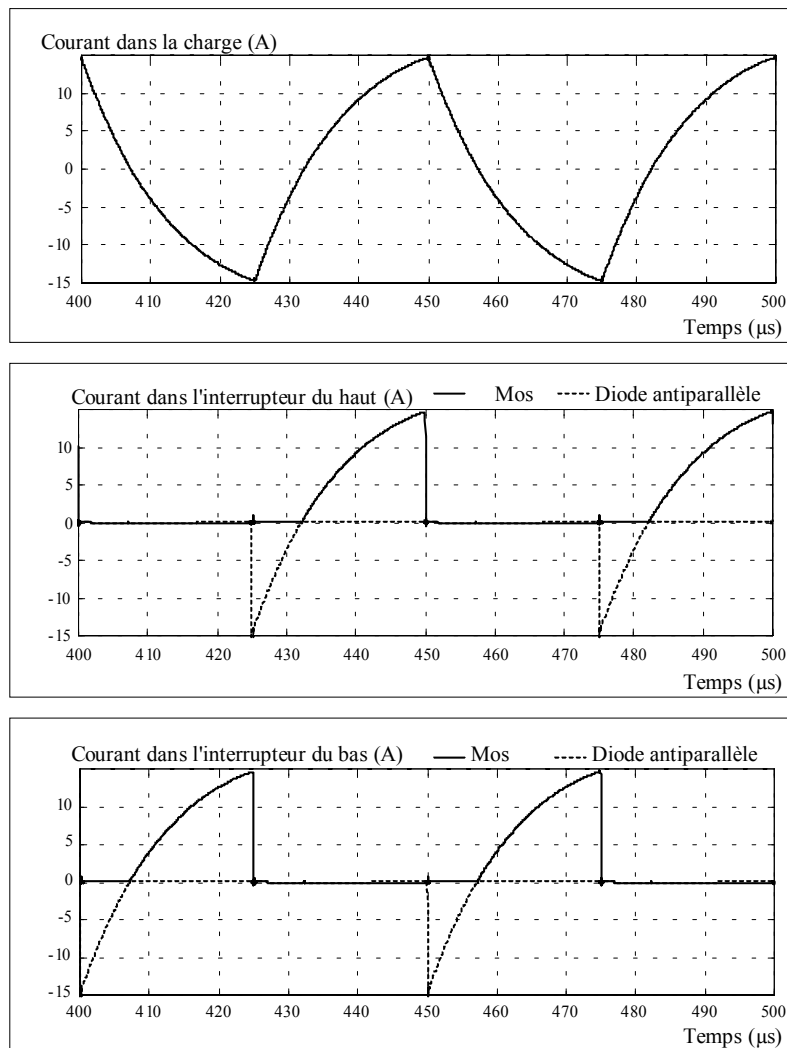 Courant dans la charge (A)
10
5
0
-5
-10
-15
400 410 420 430 440 450 460 470 480 490 500
Temps (µs)
Courant dans l'interrupteur du haut (A) Mos Diode antiparallèle
10
5
0
-5
-10
-15
400 410 420 430 440 450 460 470 480 490 500
Temps (µs)
Courant dans l'interrupteur du bas (A) Mos Diode antiparallèle
10
5
0
-5
-10
-15
400 410 420 430 440 450 460 470 480 490 500
Temps (µs)